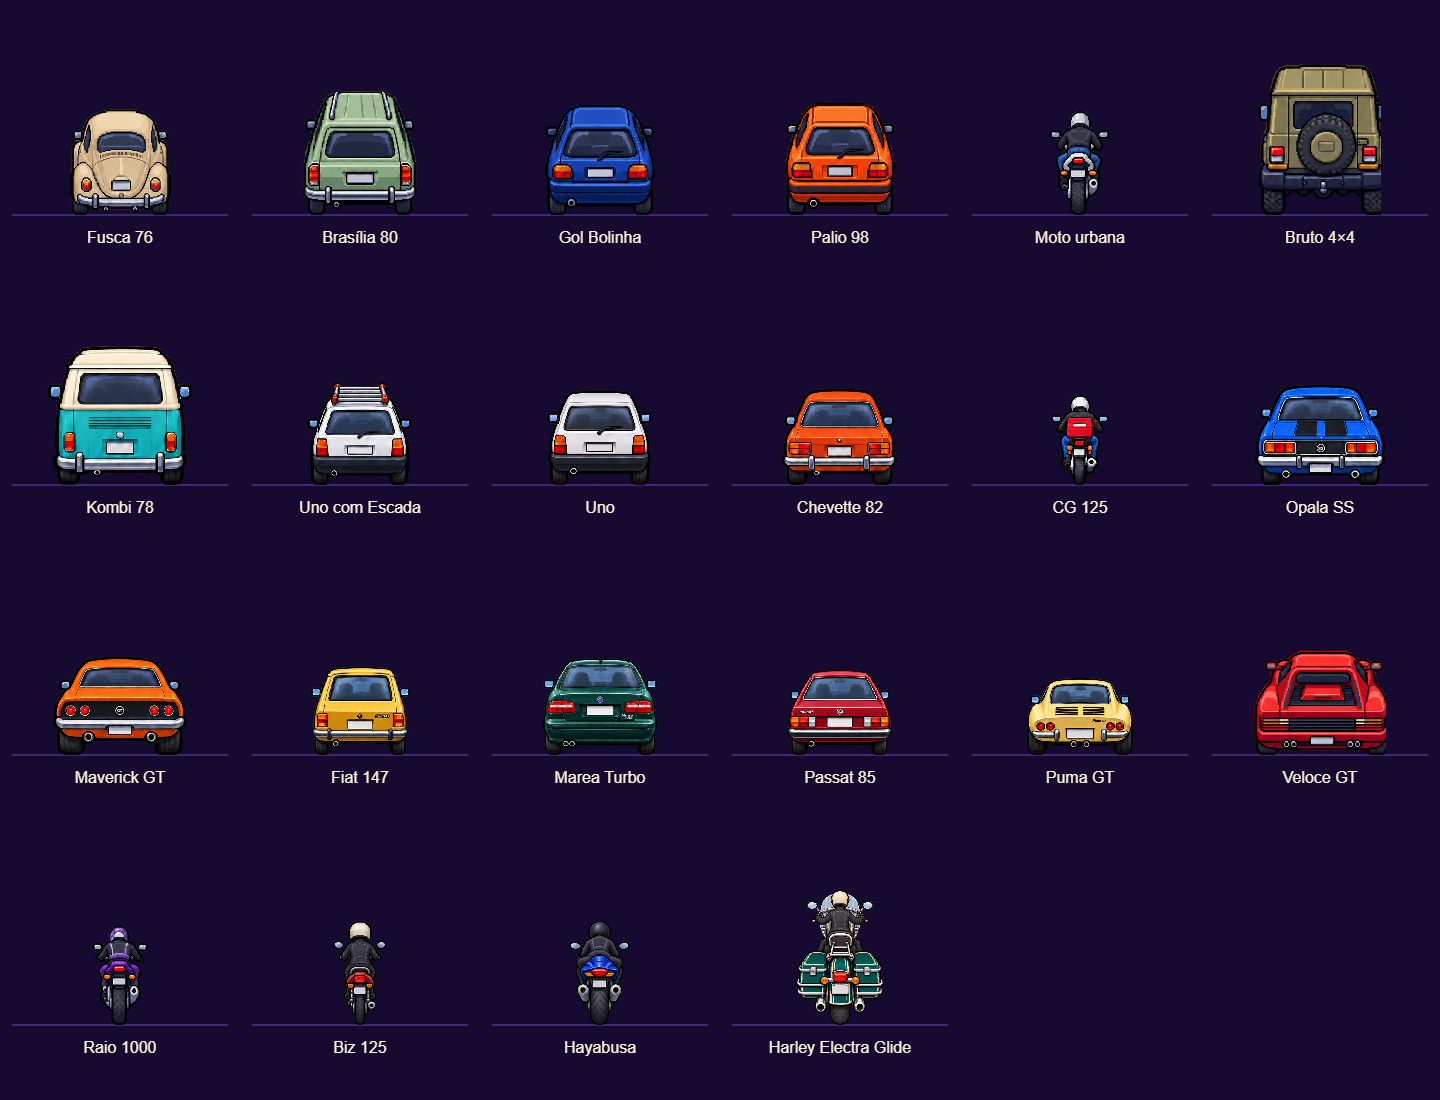 Fusca 76
Brasília 80
Gol Bolinha
Palio 98
Moto urbana
Bruto 4×4
Kombi 78
Uno com Escada
Uno
Chevette 82
CG 125
Opala SS
Maverick GT
Fiat 147
Marea Turbo
Passat 85
Puma GT
Veloce GT
Raio 1000
Biz 125
Hayabusa
Harley Electra Glide